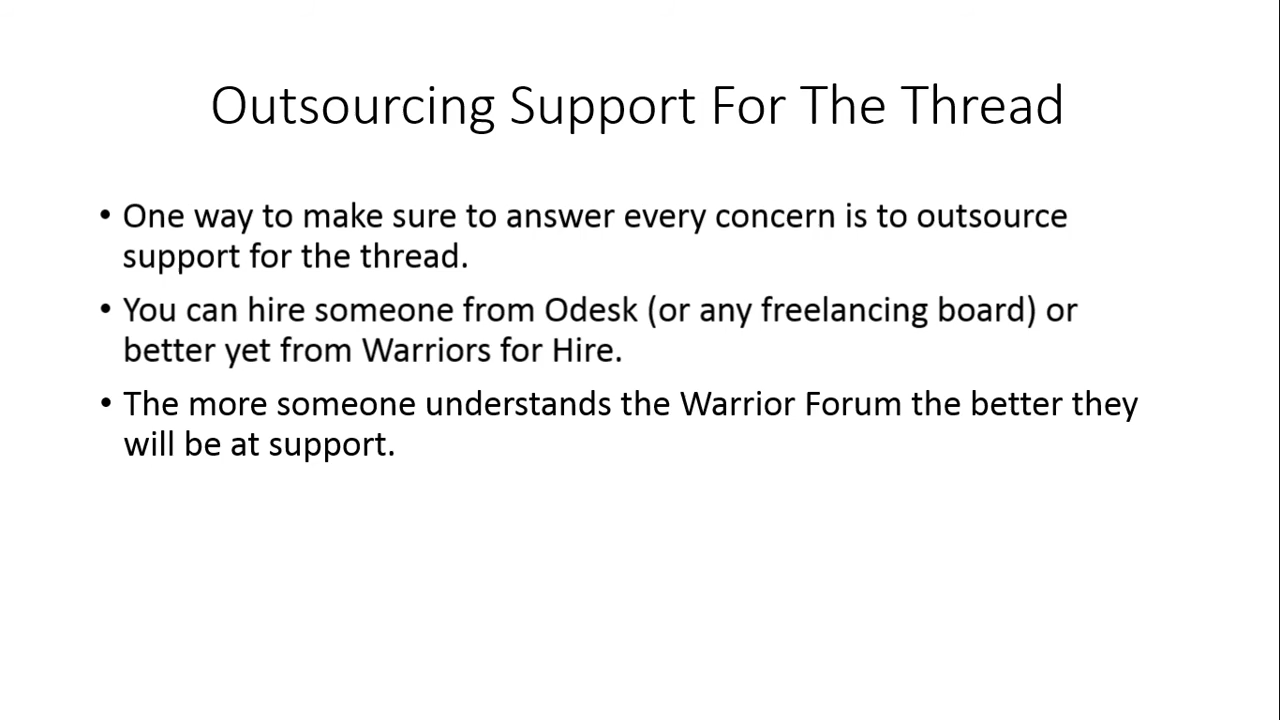 Outsourcing Support For The Thread
• One way to make sure to answer every concern is to outsource
support for the thread.
• You can hire someone from Odesk (or any freelancing board) or
better yet from Warriors for Hire.
• The more someone understands the Warrior Forum the better they
will be at support.